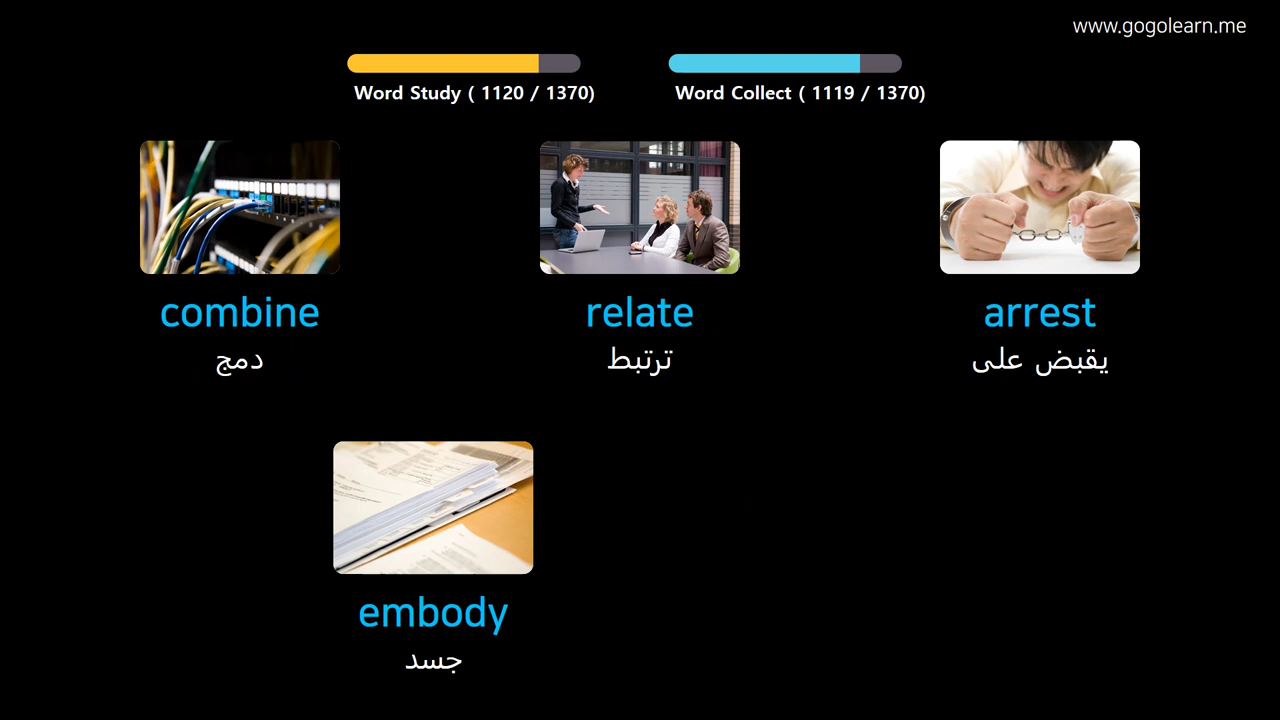 www.gogolearn.me
Word Study ( 1120 / 1370)
Word Collect ( 1119 / 1370)
combine
دمج
relate
ترتبط
arrest
يقبض على
embody
جسد